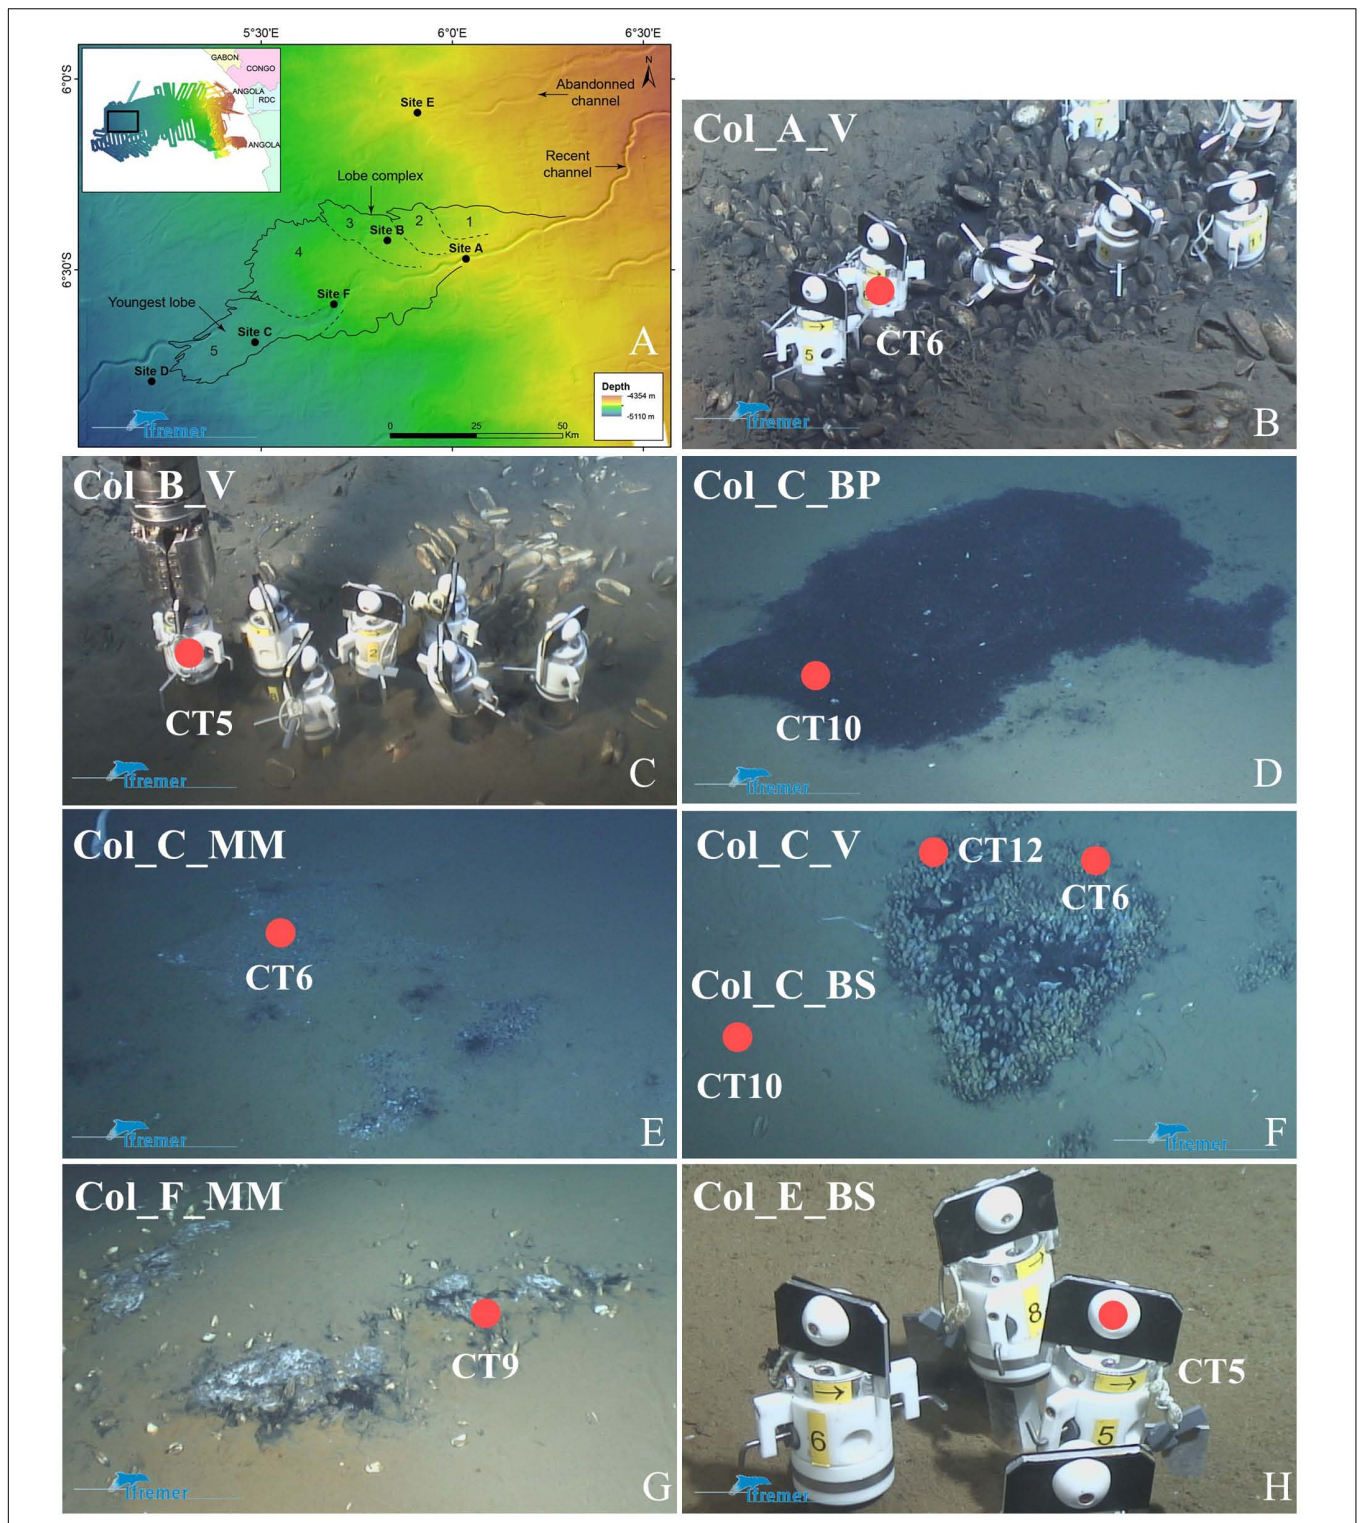 5°30'E 6°0'E 6°30'E
6°0'S
6°30'S
GABON
CONGO
ANGOLA
RDC
ANGOLA
N
Abandonned
channel
Site E
Recent
channel
Lobe complex
3 2 1
Site B
Site A
4
Site F
Youngest lobe
Site C
5
Site D
A
Depth
-4354 m
-5110 m
0 25 50
Km
Ifremer
Col_A_V
7
11
5
CT6
Ifremer
B
Col_B_V
2
CT5
Ifremer
C
Col_C_BP
CT10
Ifremer
D
Col_C_MM
CT6
Ifremer
E
Col_C_V
CT12
CT6
Col_C_BS
CT10
Ifremer
F
Col_F_MM
CT9
Ifremer
G
Col_E_BS
8
CT5
6
5
Ifremer
H